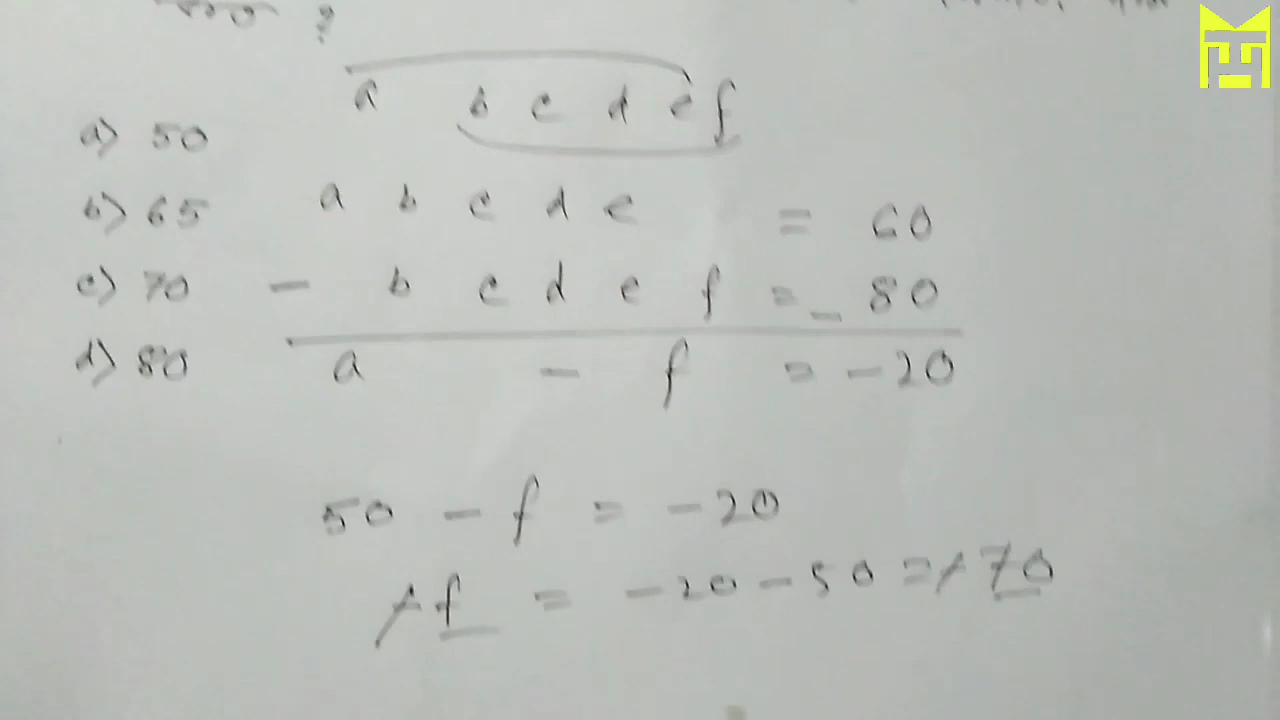 ?
a b c d e f
a) 50
b) 65
c) 70
d) 80
a b c d e = 60
- b c d e f = - 80
a - f = -20
50 - f = -20
-f = -20 - 50 = -70